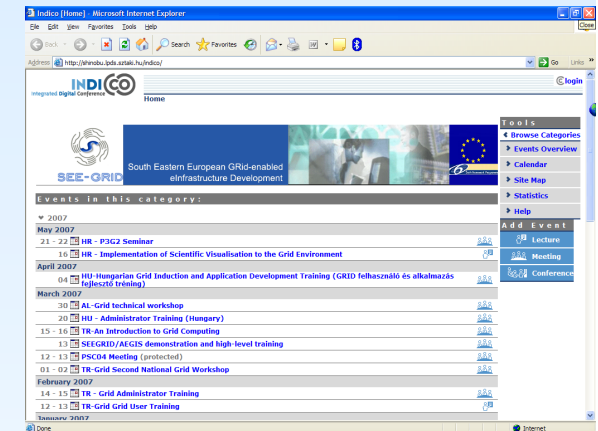 Indico [Home] - Microsoft Internet Explorer
File Edit View Favorites Tools Help
Close
Back Search Favorites
Address http://shinobu.lpds.sztaki.hu/indico/ Go Links »
INDICO
Integrated Digital Conference
login
Home
SEE-GRID
South Eastern European GRid-enabled
eInfrastructure Development
Tools
Browse Categories
Events Overview
Calendar
Site Map
Statistics
Help
Add Event
Lecture
Meeting
Conference
Events in this category:
2007
May 2007
21 - 22 HR - P3G2 Seminar
16 HR - Implementation of Scientific Visualisation to the Grid Environment
April 2007
04 HU-Hungarian Grid Induction and Application Development Training (GRID felhasználó és alkalmazás
fejlesztő tréning)
March 2007
30 AL-Grid technical workshop
20 HU - Administrator Training (Hungary)
15 - 16 TR-An Introduction to Grid Computing
13 SEEGRID/AEGIS demonstration and high-level training
12 - 13 PSC04 Meeting (protected)
01 - 02 TR-Grid Second National Grid Workshop
February 2007
14 - 15 TR - Grid Administrator Training
12 - 13 TR-Grid Grid User Training
January 2007
Done
Internet